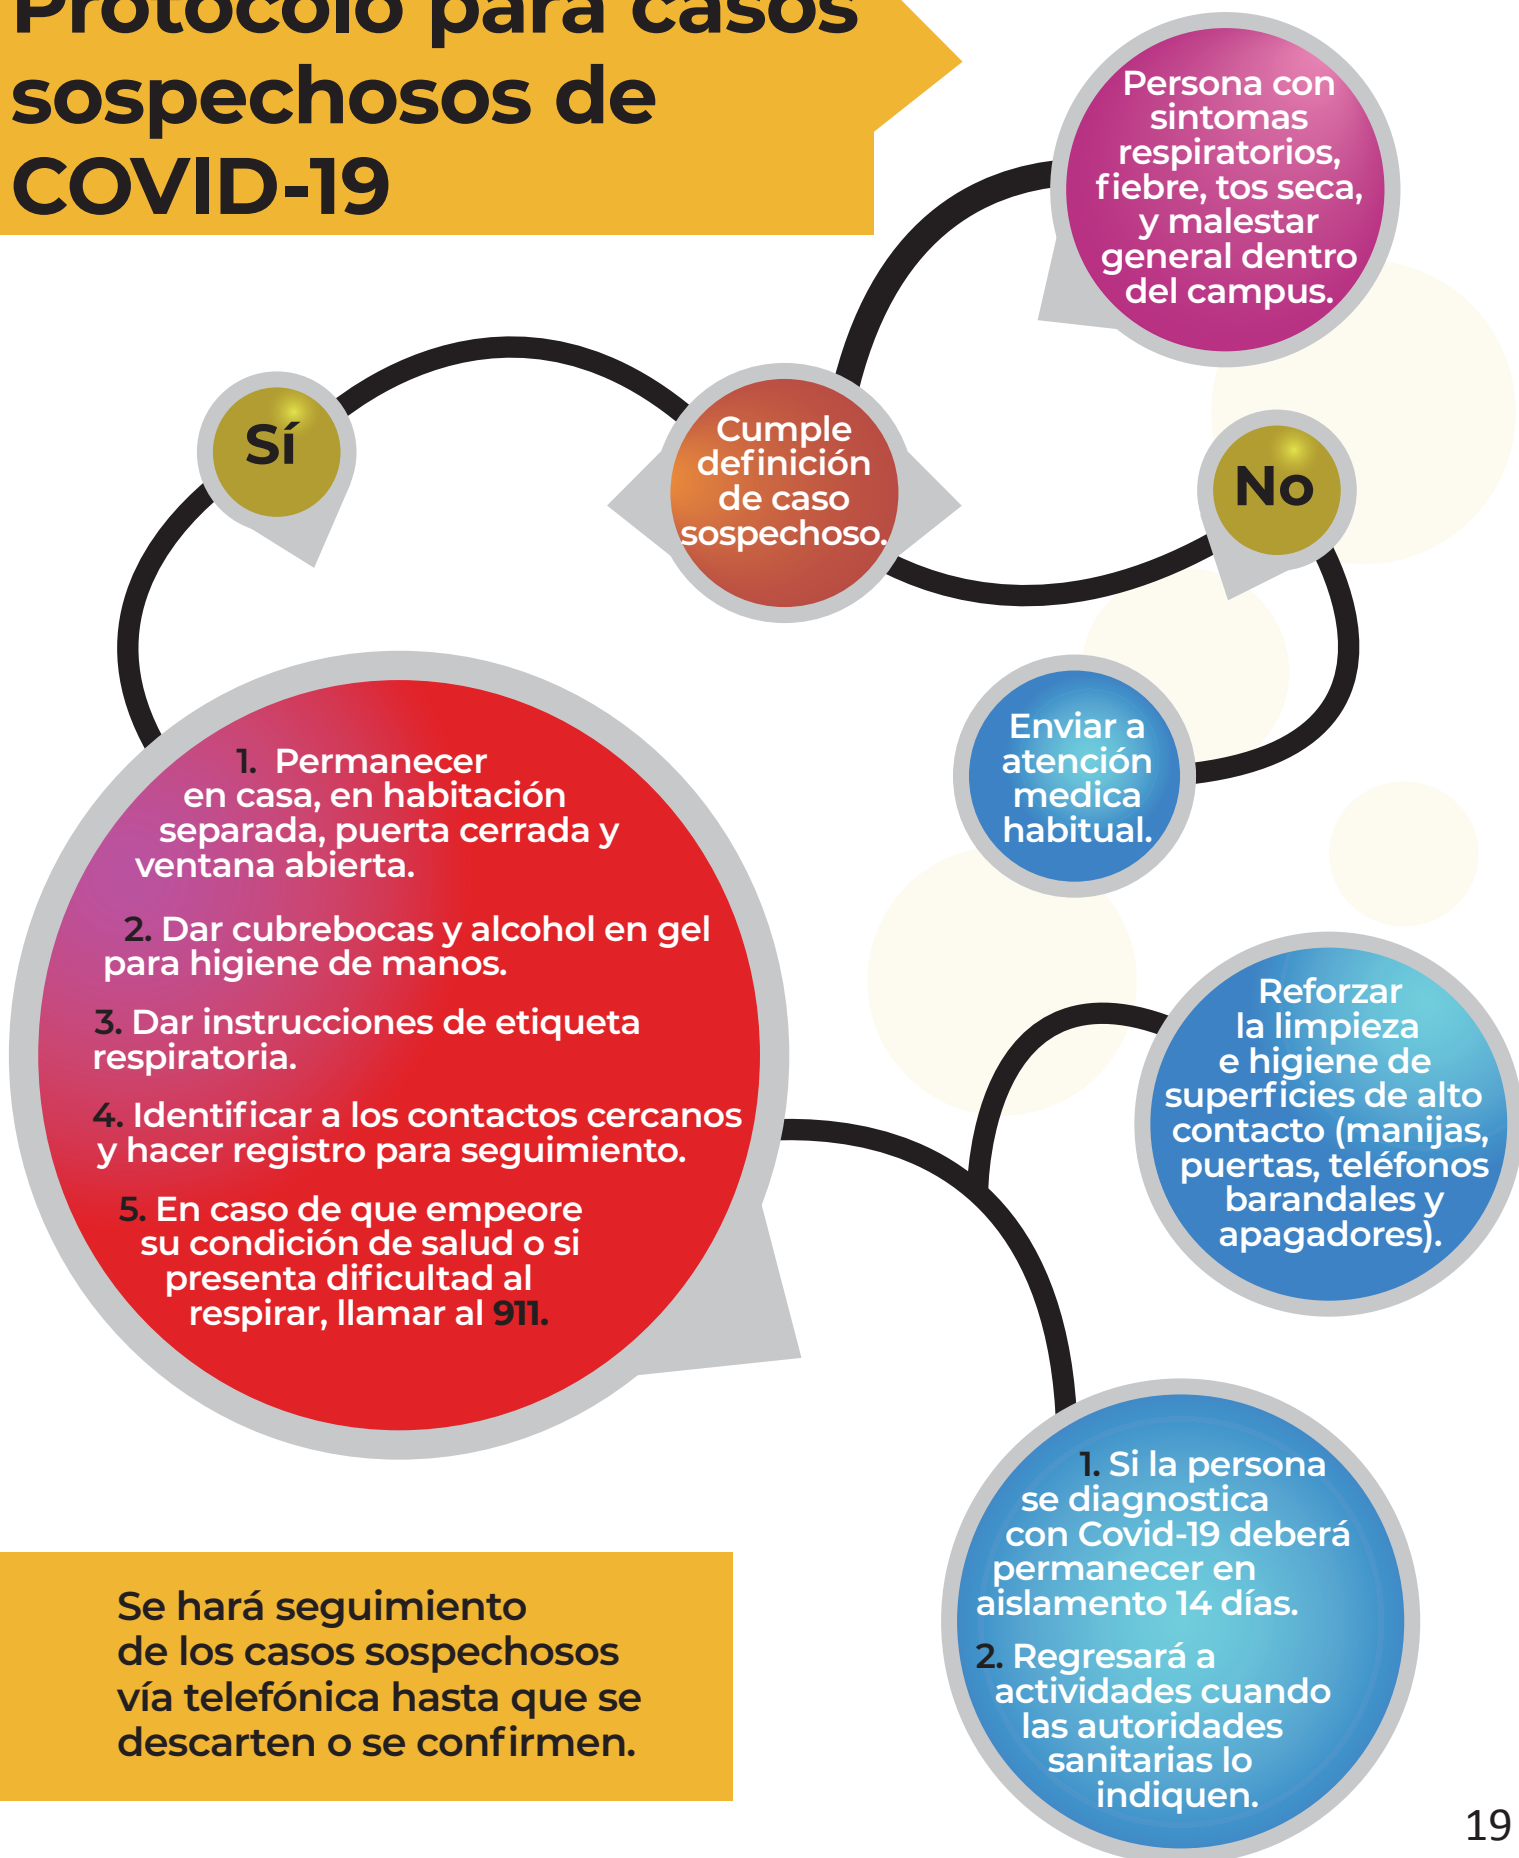 Protocolo para casos
sospechosos de
COVID-19
Persona con
sintomas
respiratorios,
fiebre, tos seca,
y malestar
general dentro
del campus.
Cumple
definición
de caso
sospechoso.
Sí
No
Enviar a
atención
medica
habitual.
1. Permanecer
en casa, en habitación
separada, puerta cerrada y
ventana abierta.
2. Dar cubrebocas y alcohol en gel
para higiene de manos.
3. Dar instrucciones de etiqueta
respiratoria.
4. Identificar a los contactos cercanos
y hacer registro para seguimiento.
5. En caso de que empeore
su condición de salud o si
presenta dificultad al
respirar, llamar al 911.
Reforzar
la limpieza
e higiene de
superficies de alto
contacto (manijas,
puertas, teléfonos
barandales y
apagadores).
1. Si la persona
se diagnostica
con Covid-19 deberá
permanecer en
aislamento 14 días.
2. Regresará a
actividades cuando
las autoridades
sanitarias lo
indiquen.
Se hará seguimiento
de los casos sospechosos
vía telefónica hasta que se
descarten o se confirmen.
19